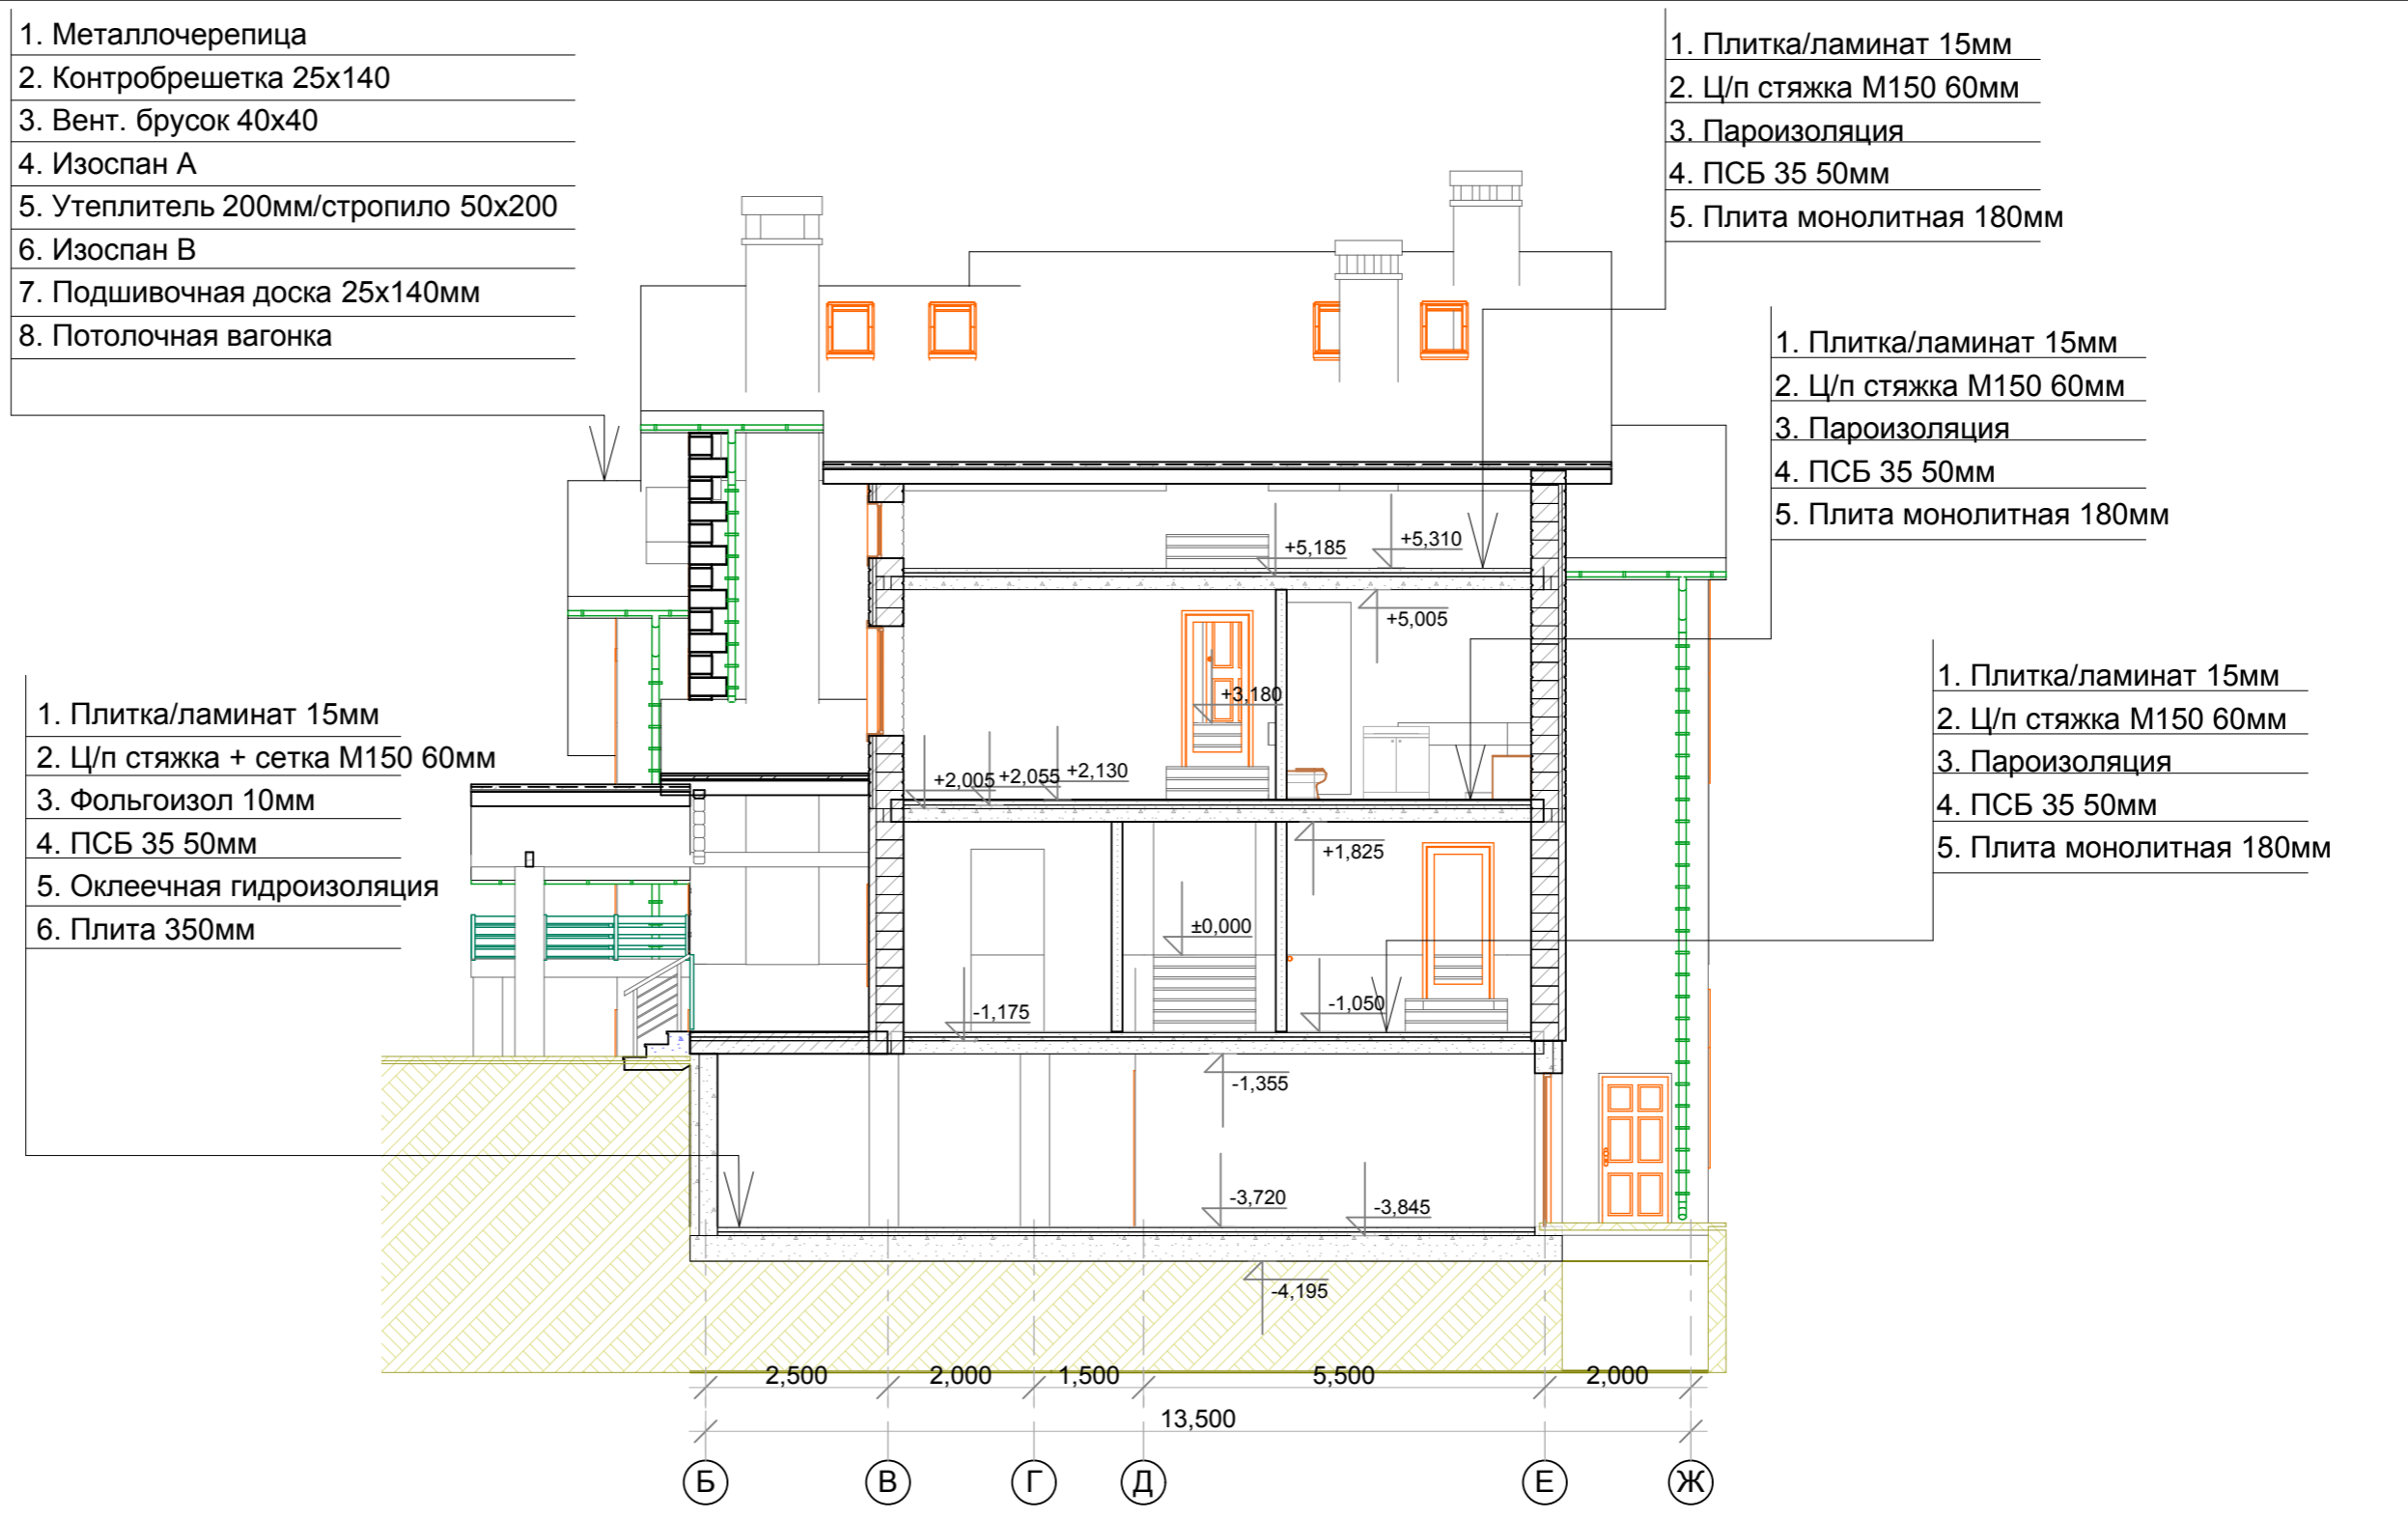 1. Металлочерепица
2. Контробрешетка 25х140
3. Вент. брусок 40х40
4. Изоспан А
5. Утеплитель 200мм/стропило 50х200
6. Изоспан В
7. Подшивочная доска 25х140мм
8. Потолочная вагонка
1. Плитка/ламинат 15мм
2. Ц/п стяжка М150 60мм
3. Пароизоляция
4. ПСБ 35 50мм
5. Плита монолитная 180мм
1. Плитка/ламинат 15мм
2. Ц/п стяжка М150 60мм
3. Пароизоляция
4. ПСБ 35 50мм
5. Плита монолитная 180мм
1. Плитка/ламинат 15мм
2. Ц/п стяжка М150 60мм
3. Пароизоляция
4. ПСБ 35 50мм
5. Плита монолитная 180мм
1. Плитка/ламинат 15мм
2. Ц/п стяжка + сетка М150 60мм
3. Фольгоизол 10мм
4. ПСБ 35 50мм
5. Оклеечная гидроизоляция
6. Плита 350мм
+5,185
+5,310
+5,005
+3,180
+2,005
+2,055
+2,130
+1,825
±0,000
-1,175
-1,050
-1,355
-3,720
-3,845
-4,195
2,500
2,000
1,500
5,500
2,000
13,500
Б
В
Г
Д
Е
Ж